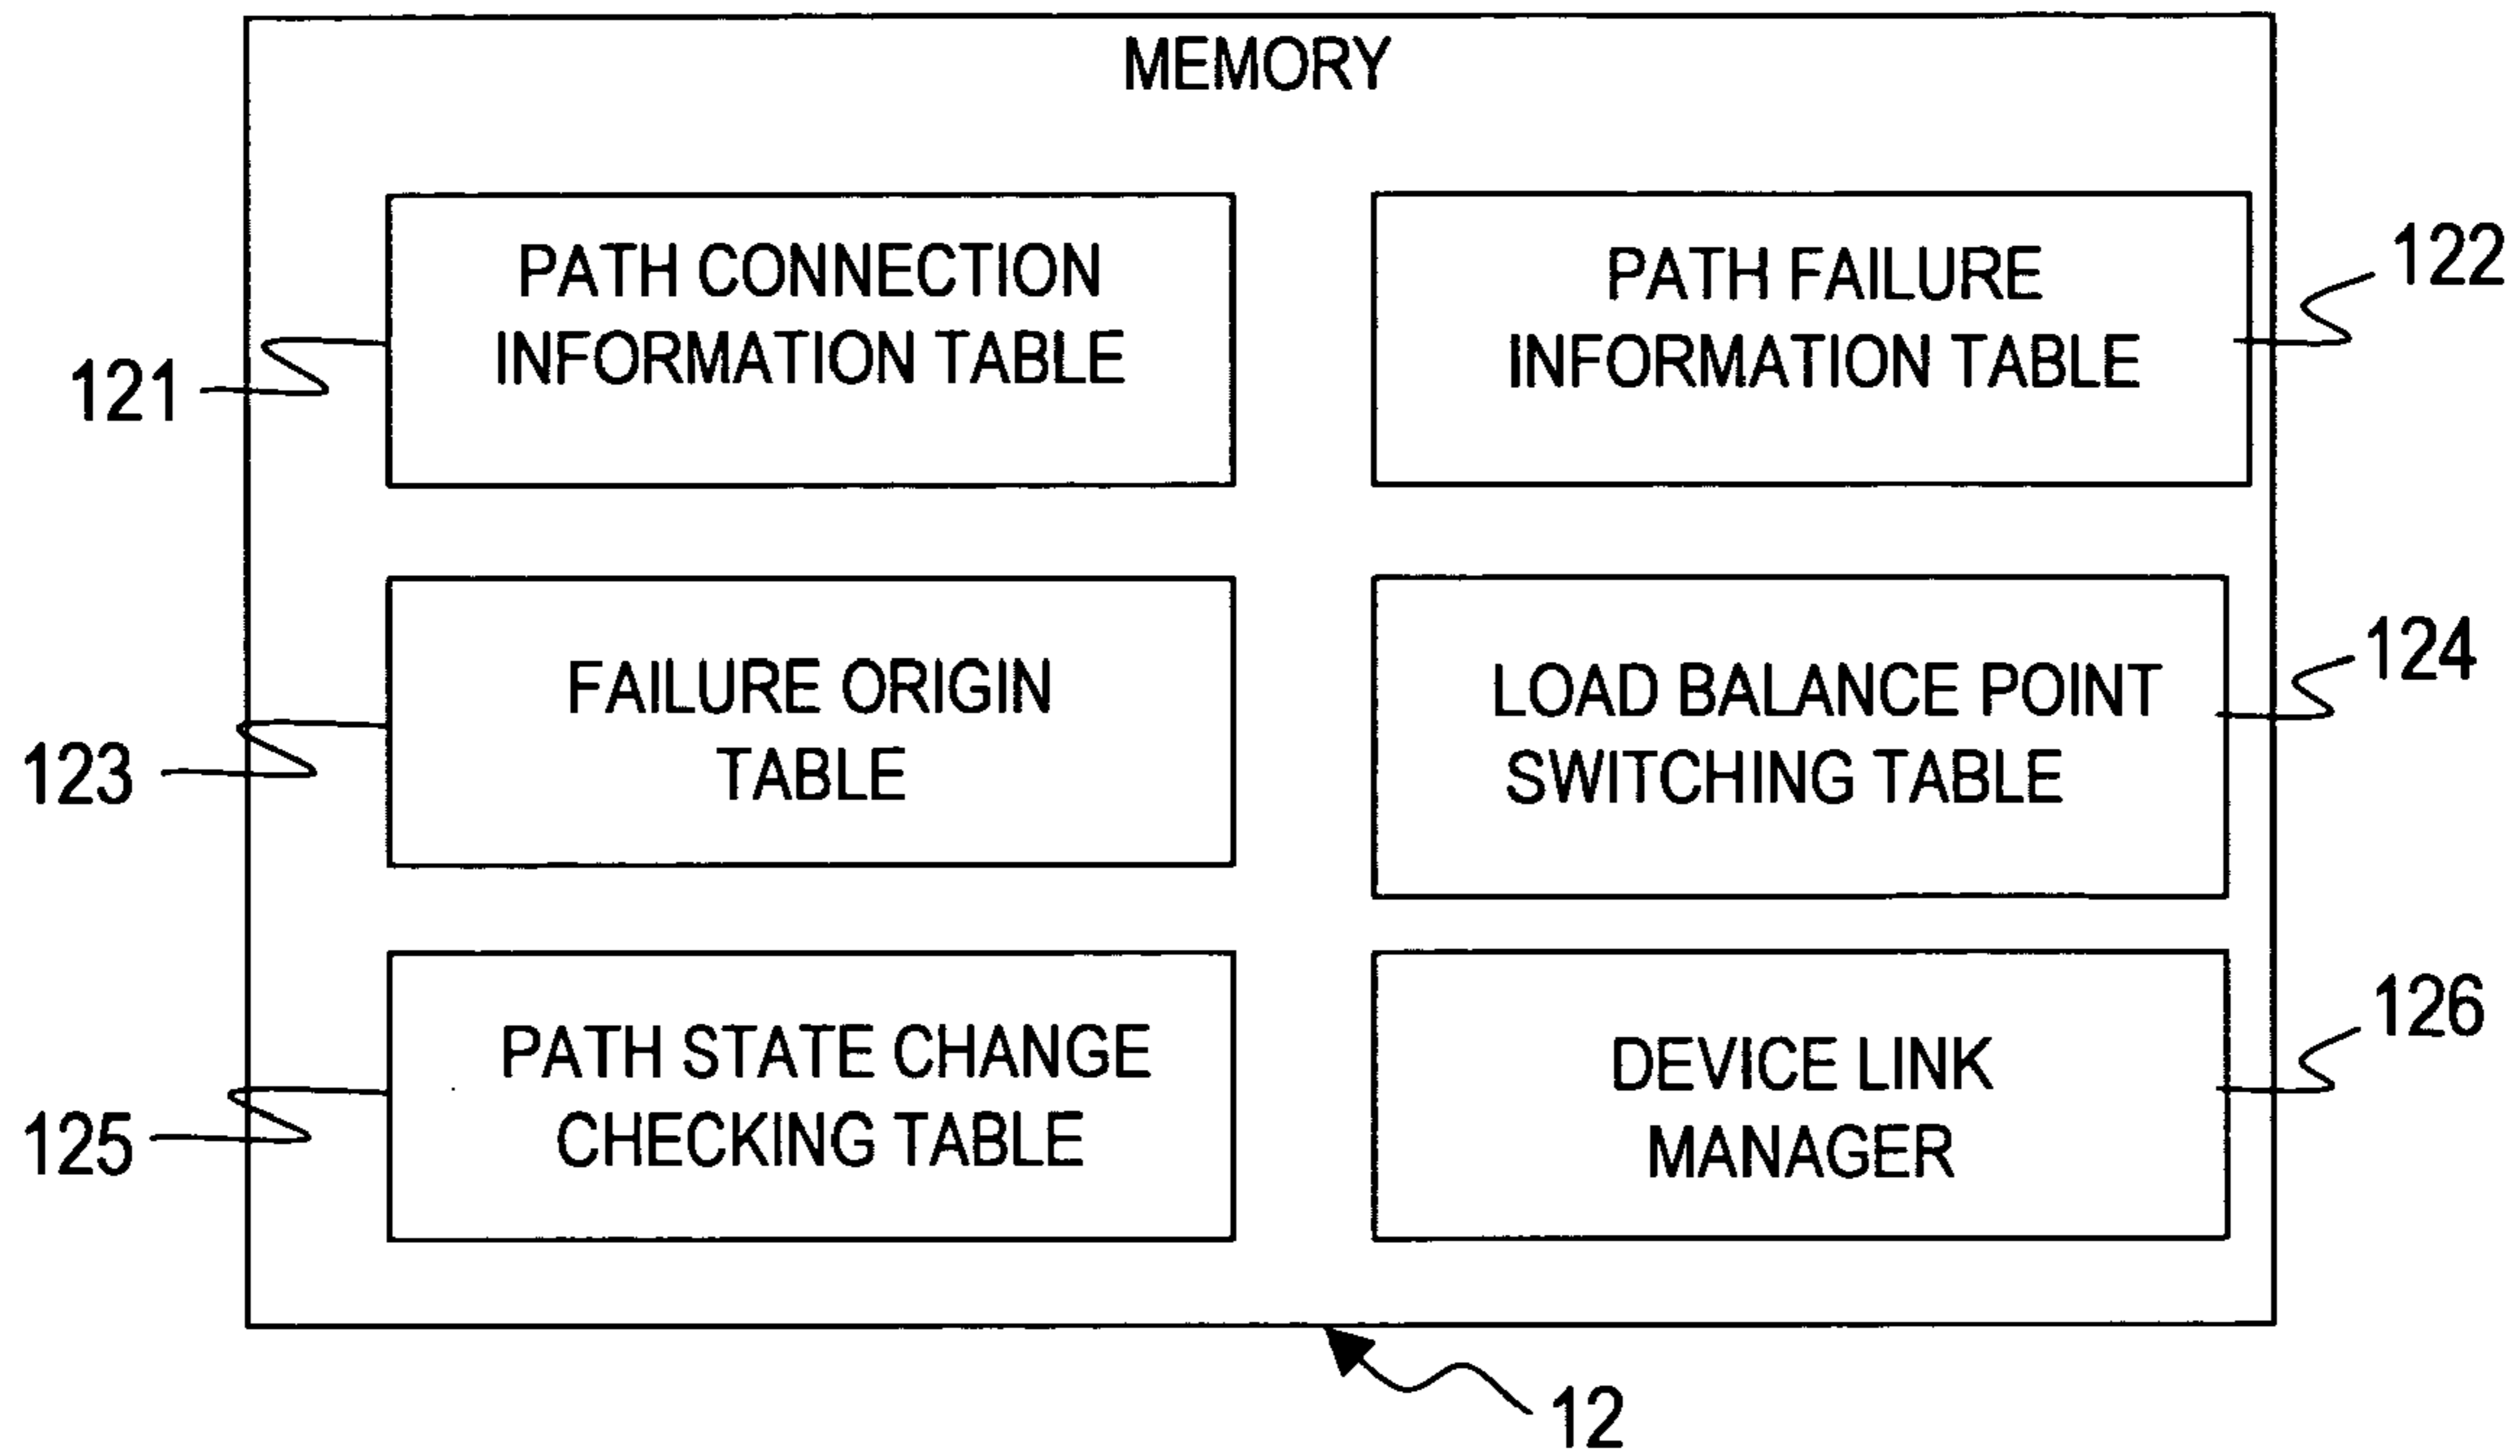 MEMORY
PATH CONNECTION
INFORMATION TABLE
121
PATH FAILURE
INFORMATION TABLE
122
FAILURE ORIGIN
TABLE
123
LOAD BALANCE POINT
SWITCHING TABLE
124
PATH STATE CHANGE
CHECKING TABLE
125
DEVICE LINK
MANAGER
126
12